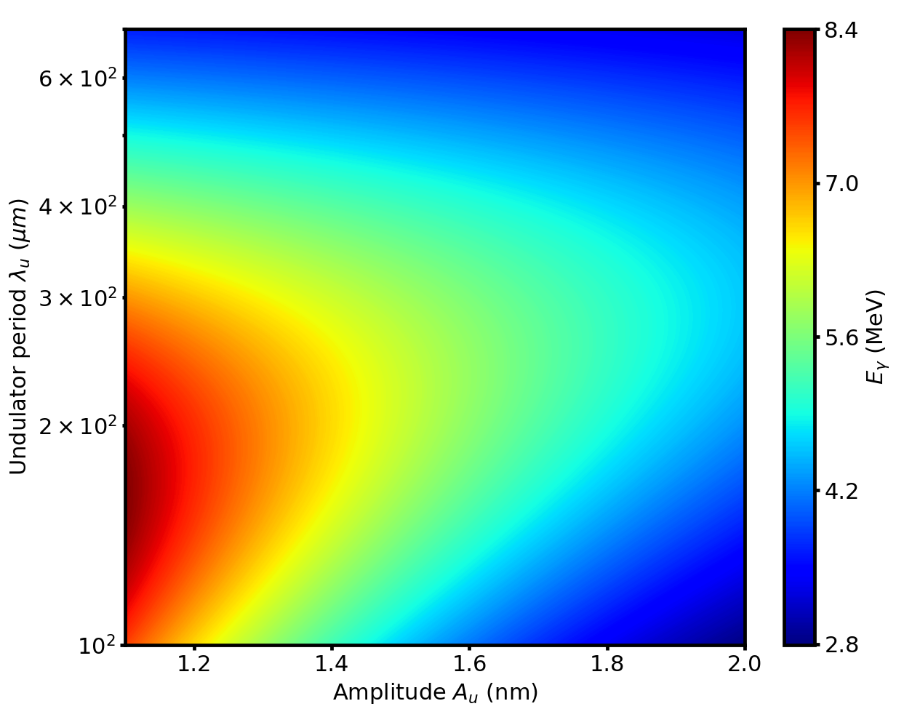 8.4
6 × 10²
7.0
4 × 10²
3 × 10²
5.6
2 × 10²
4.2
10²
2.8
1.2
1.4
1.6
1.8
2.0
Amplitude Aᵤ (nm)
Undulator period λᵤ (μm)
Eᵧ (MeV)